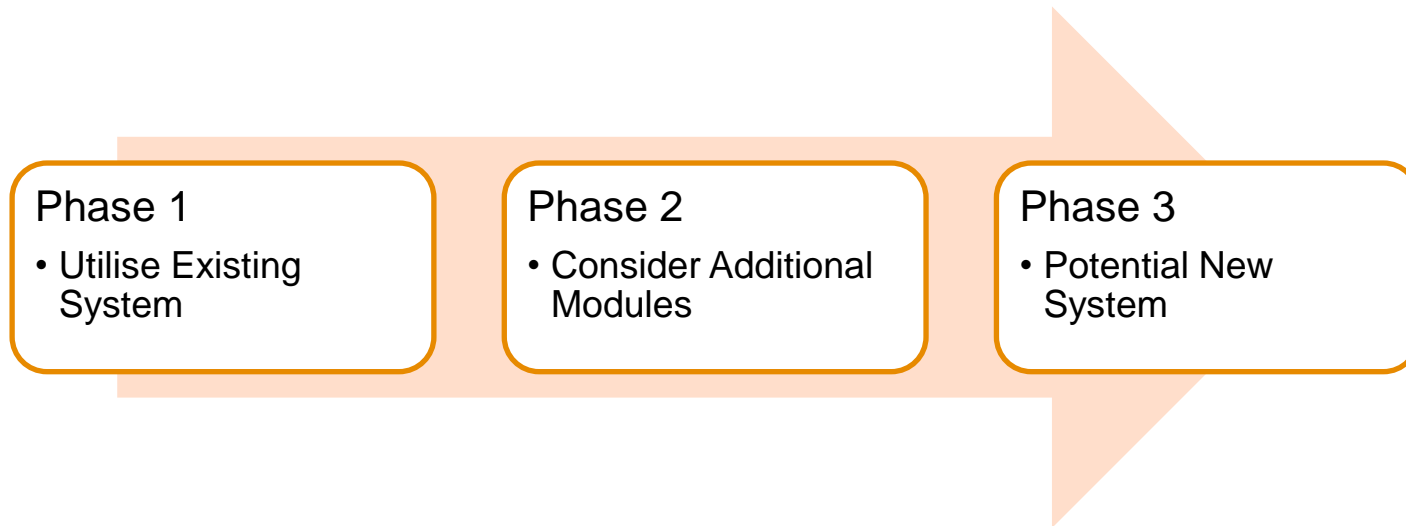 Phase 1
• Utilise Existing
System
Phase 2
• Consider Additional
Modules
Phase 3
• Potential New
System